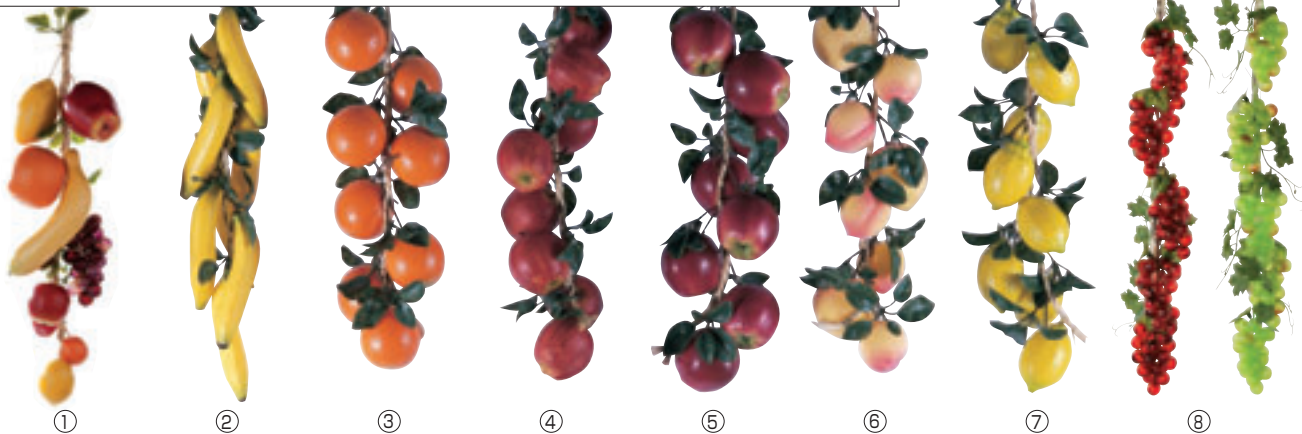 ① ② ③ ④ ⑤ ⑥ ⑦ ⑧